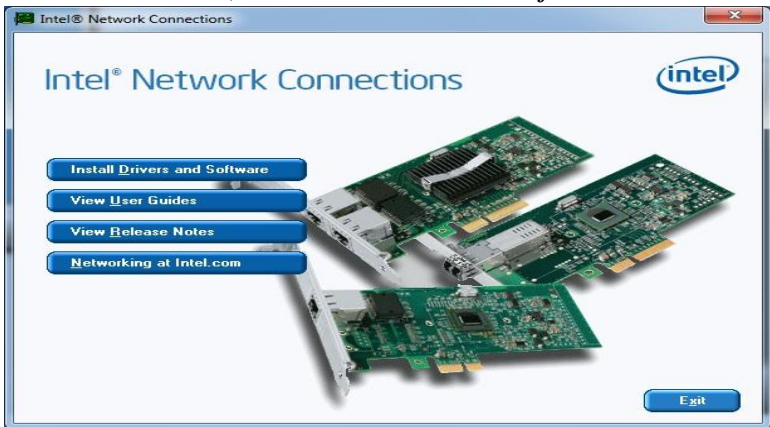 Intel® Network Connections
Intel® Network Connections
intel
Install Drivers and Software
View User Guides
View Release Notes
Networking at Intel.com
Exit